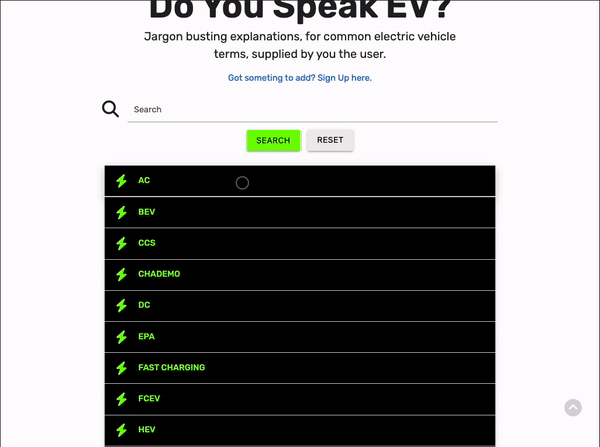 Do You Speak EV?
Jargon busting explanations, for common electric vehicle
terms, supplied by you the user.
Got someting to add? Sign Up here.
Search
SEARCH
RESET
AC
BEV
CCS
CHADEMO
DC
EPA
FAST CHARGING
FCEV
HEV